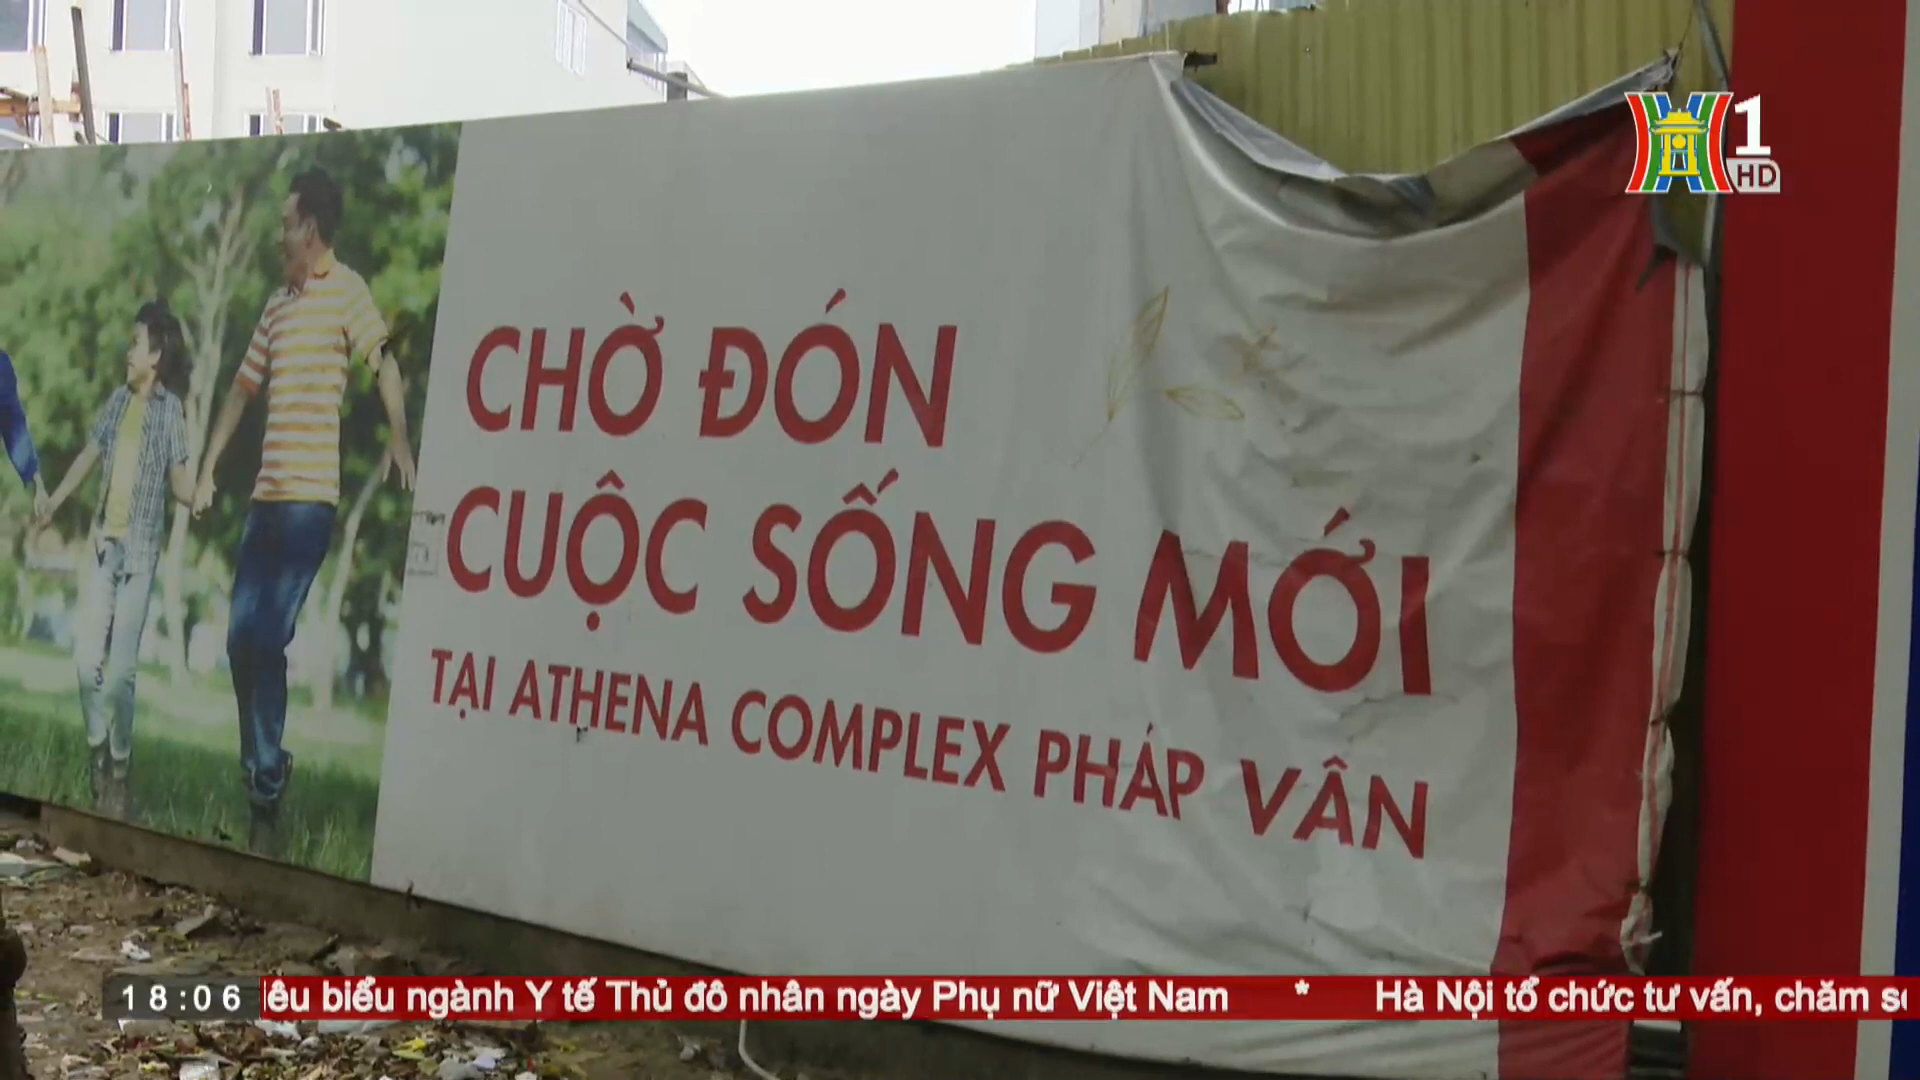 1
HD
CHỜ ĐÓN
CUỘC SỐNG MỚI
TẠI ATHENA COMPLEX PHÁP VÂN
18:06 iêu biểu ngành Y tế Thủ đô nhân ngày Phụ nữ Việt Nam * Hà Nội tổ chức tư vấn, chăm